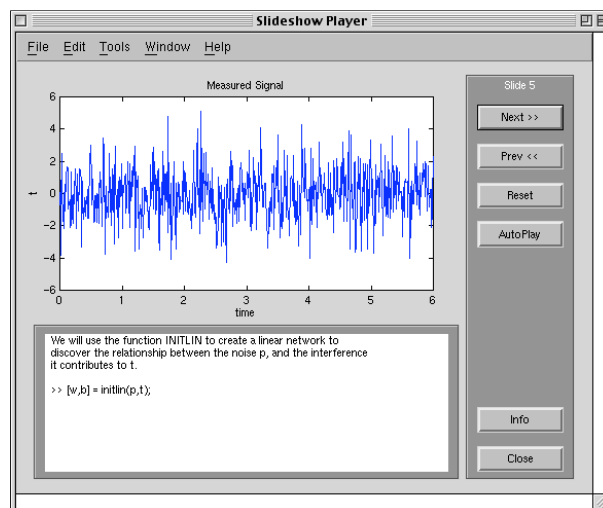 Slideshow Player
File Edit Tools Window Help
Measured Signal
6
4
2
0
-2
-4
-6
t
0 1 2 3 4 5 6
time
We will use the function INITLIN to create a linear network to
discover the relationship between the noise p, and the interference
it contributes to t.
>> [w,b] = initlin(p,t);
Slide 5
Next >>
Prev <<
Reset
AutoPlay
Info
Close